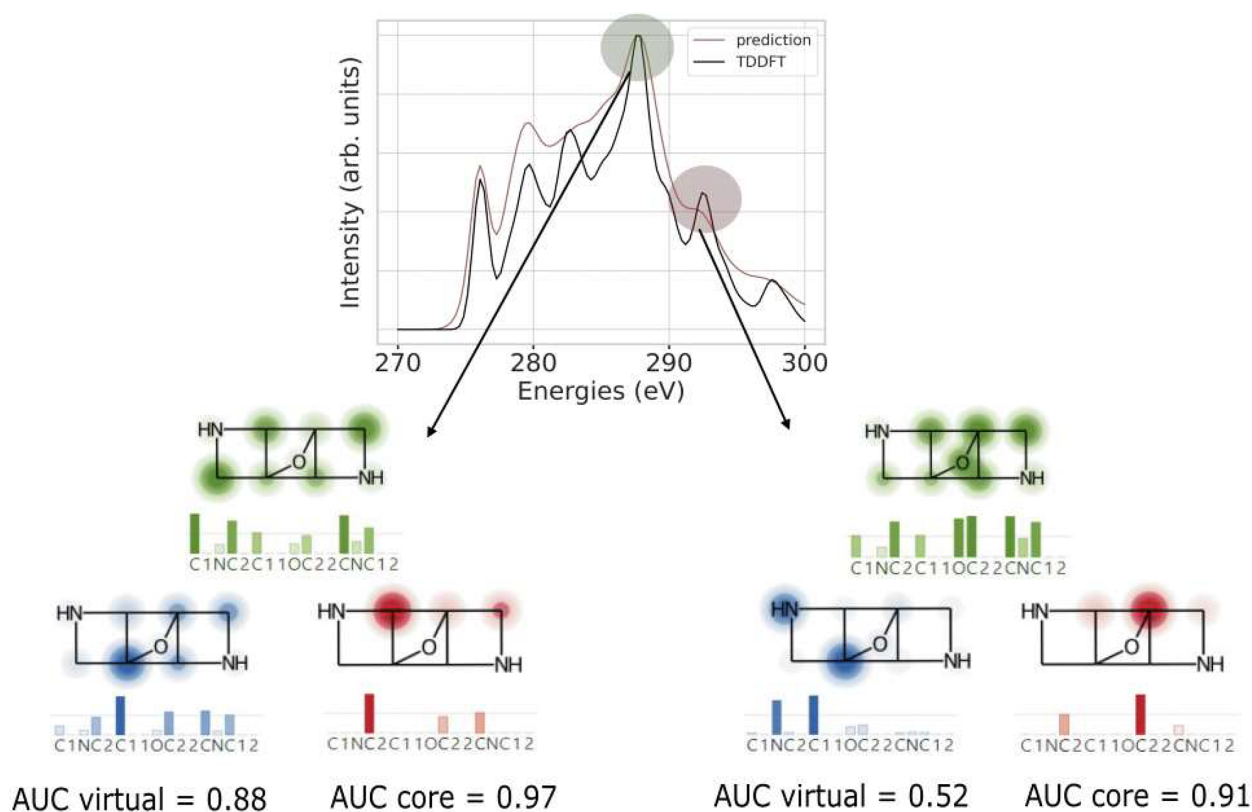 prediction
TDDFT
Intensity (arb. units)
270 280 290 300
Energies (eV)
HN O NH
C1NC2C11OC22CNC12
HN O NH
C1NC2C11OC22CNC12
HN O NH
C1NC2C11OC22CNC12
HN O NH
C1NC2C11OC22CNC12
HN O NH
C1NC2C11OC22CNC12
HN O NH
C1NC2C11OC22CNC12
AUC virtual = 0.88
AUC core = 0.97
AUC virtual = 0.52
AUC core = 0.91